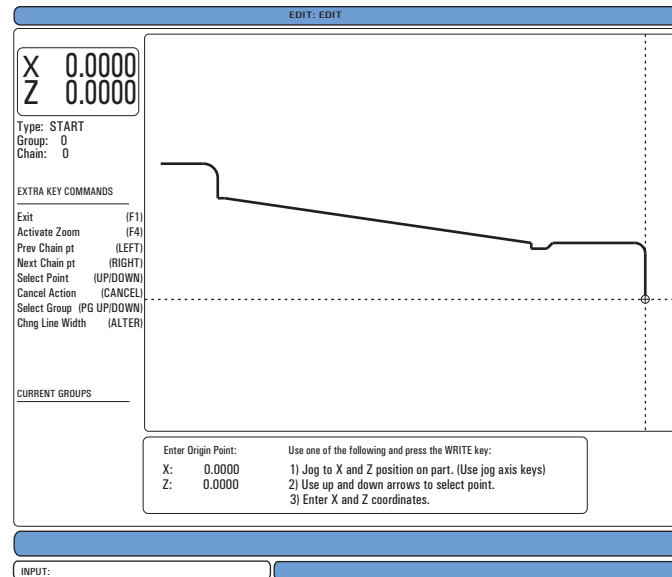 EDIT: EDIT
X 0.0000
Z 0.0000
Type: START
Group: 0
Chain: 0
EXTRA KEY COMMANDS
Exit (F1)
Activate Zoom (F4)
Prev Chain pt (LEFT)
Next Chain pt (RIGHT)
Select Point (UP/DOWN)
Cancel Action (CANCEL)
Select Group (PG UP/DOWN)
Chng Line Width (ALTER)
CURRENT GROUPS
Enter Origin Point:
X: 0.0000
Z: 0.0000
Use one of the following and press the WRITE key:
1) Jog to X and Z position on part. (Use jog axis keys)
2) Use up and down arrows to select point.
3) Enter X and Z coordinates.
INPUT: